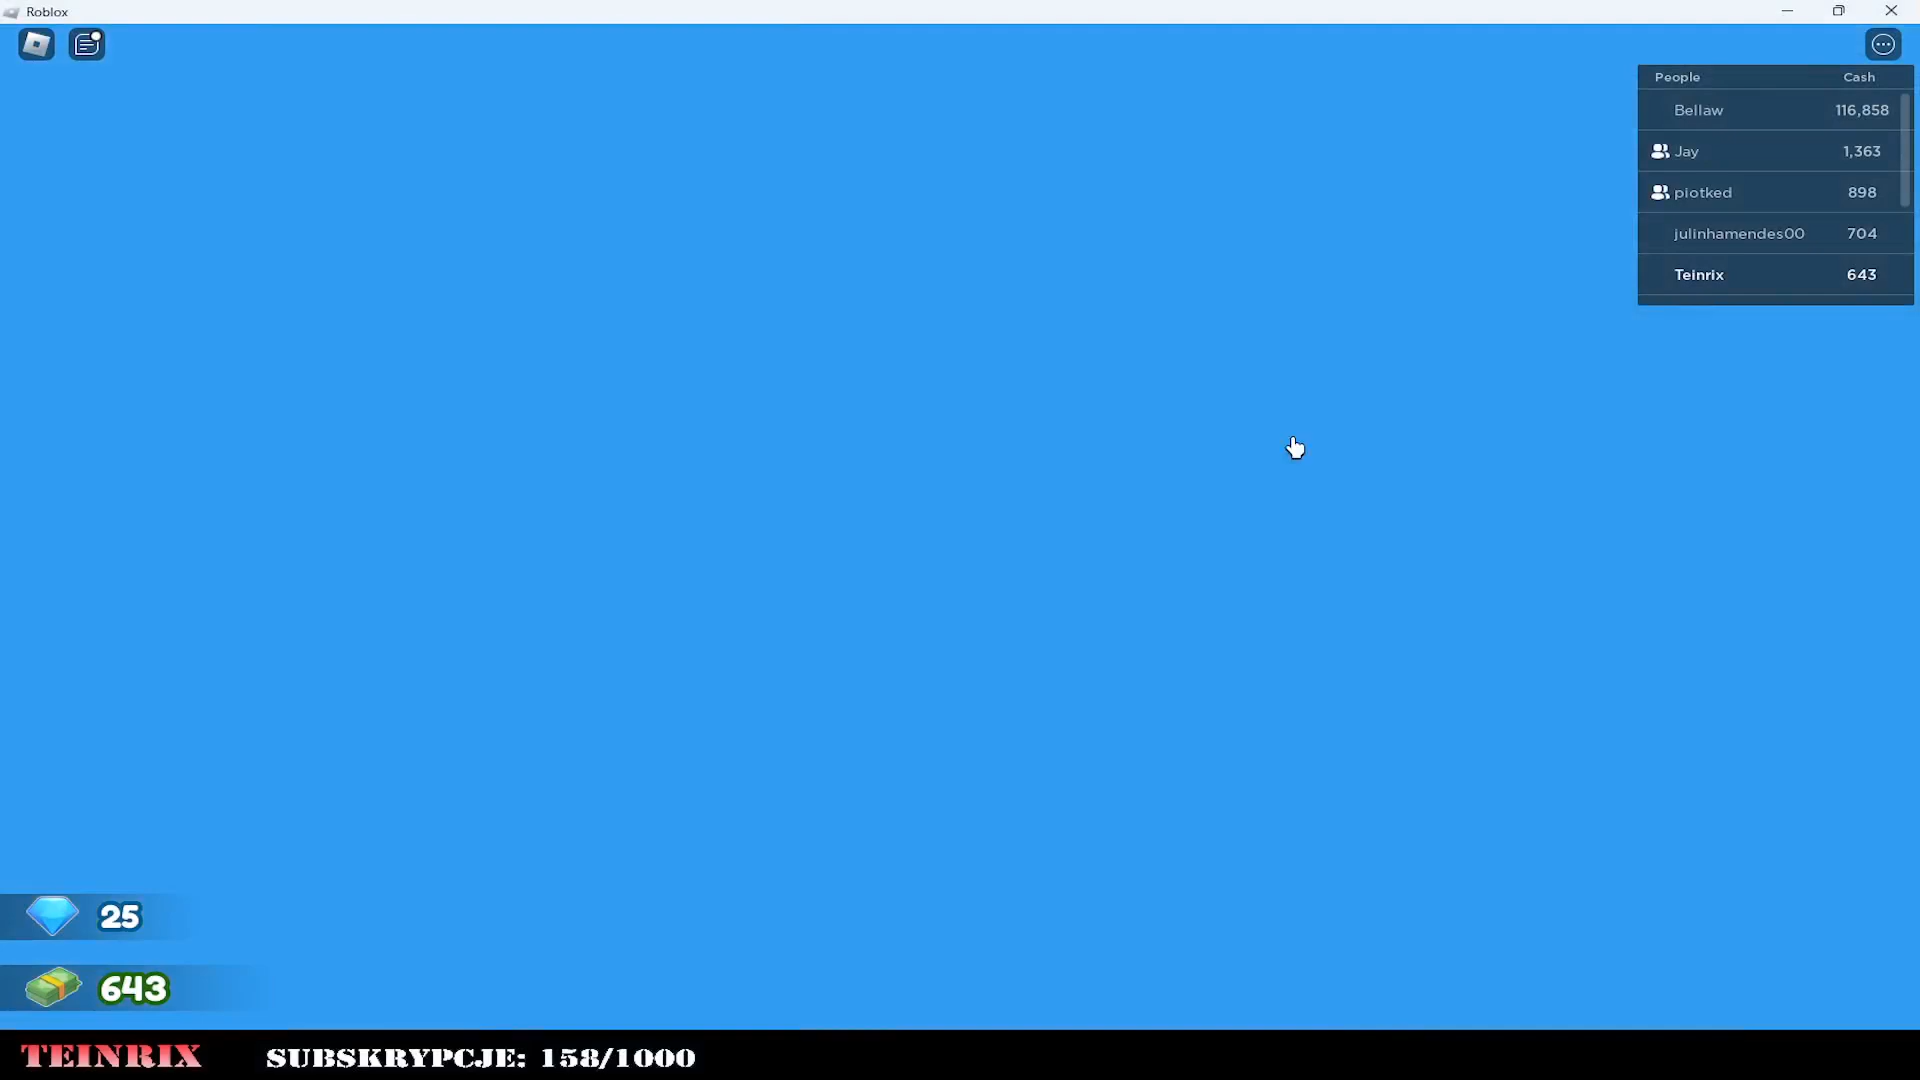 Roblox
People Cash
Bellaw 116,858
Jay 1,363
piotked 898
julinhamendes00 704
Teinrix 643
25
643
TEINRIX SUBSKRYPCJE: 158/1000